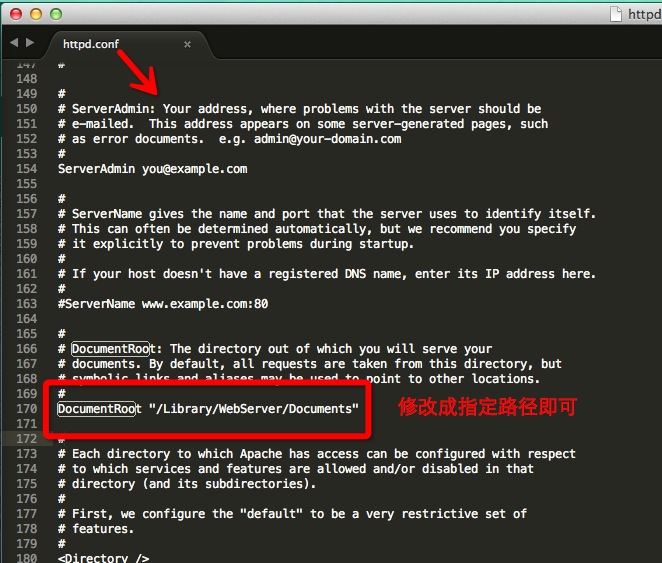 httpd
httpd.conf
147 #
148
149 #
150 # ServerAdmin: Your address, where problems with the server should be
151 # e-mailed.  This address appears on some server-generated pages, such
152 # as error documents.  e.g. admin@your-domain.com
153 #
154 ServerAdmin you@example.com
155
156 #
157 # ServerName gives the name and port that the server uses to identify itself.
158 # This can often be determined automatically, but we recommend you specify
159 # it explicitly to prevent problems during startup.
160 #
161 # If your host doesn't have a registered DNS name, enter its IP address here.
162 #
163 #ServerName www.example.com:80
164
165 #
166 # DocumentRoot: The directory out of which you will serve your
167 # documents. By default, all requests are taken from this directory, but
168 # symbolic links and aliases may be used to point to other locations.
169 #
170 DocumentRoot "/Library/WebServer/Documents"
修改成指定路径即可
171
172 #
173 # Each directory to which Apache has access can be configured with respect
174 # to which services and features are allowed and/or disabled in that
175 # directory (and its subdirectories).
176 #
177 # First, we configure the "default" to be a very restrictive set of
178 # features.
179 #
180 <Directory />